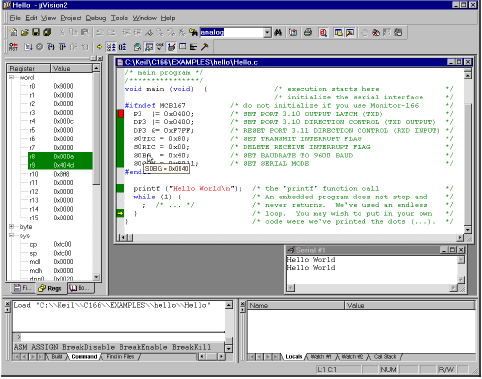 Hello - µVision2
File Edit View Project Debug Tools Window Help
analog
Register Value
word
r0 0x9000
r1 0x0000
r2 0x0000
r3 0x0000
r4 0x0000
r5 0x0000
r6 0x0000
r7 0x0000
r8 0x000a
r9 0x404d
r10 0x8ff8
r11 0x0000
r12 0x0000
r13 0x0000
r14 0x0000
r15 0x0000
byte
sys
cp 0xfc00
sp 0xfc00
mdl 0x0000
mdh 0x0000
Fi... Regs Bo...
C:\Keil\C166\EXAMPLES\hello\Hello.c
/* main program */
/***************/
void main (void) { /* execution starts here */
/* initialize the serial interface */
#ifndef MCB167 /* do not initialize if you use Monitor-166 */
P3 |= 0x0400; /* SET PORT 3.10 OUTPUT LATCH (TXD) */
DP3 |= 0x0400; /* SET PORT 3.10 DIRECTION CONTROL (TXD OUTPUT) */
DP3 &= 0xF7FF; /* RESET PORT 3.11 DIRECTION CONTROL (RXD INPUT) */
S0TIC = 0x80; /* SET TRANSMIT INTERRUPT FLAG */
S0RIC = 0x00; /* DELETE RECEIVE INTERRUPT FLAG */
= 0x40; /* SET BAUDRATE TO 9600 BAUD */
/* SET SERIAL MODE */
S0BG = 0x0040
printf ("Hello World\n"); /* the 'printf' function call */
while (1) { /* An embedded program does not stop and */
; /* ... */ /* never returns. We've used an endless */
} /* loop. You may wish to put in your own */
} /* code were we've printed the dots (...). */
Serial #1
Hello World
Hello World
Load "C:\\Keil\\C166\\EXAMPLES\\hello\\Hello"
>
ASM ASSIGN BreakDisable BreakEnable BreakKill
Build Command Find in Files
Name Value
Locals Watch #1 Watch #2 Call Stack
L:1 C:1 NUM R/W